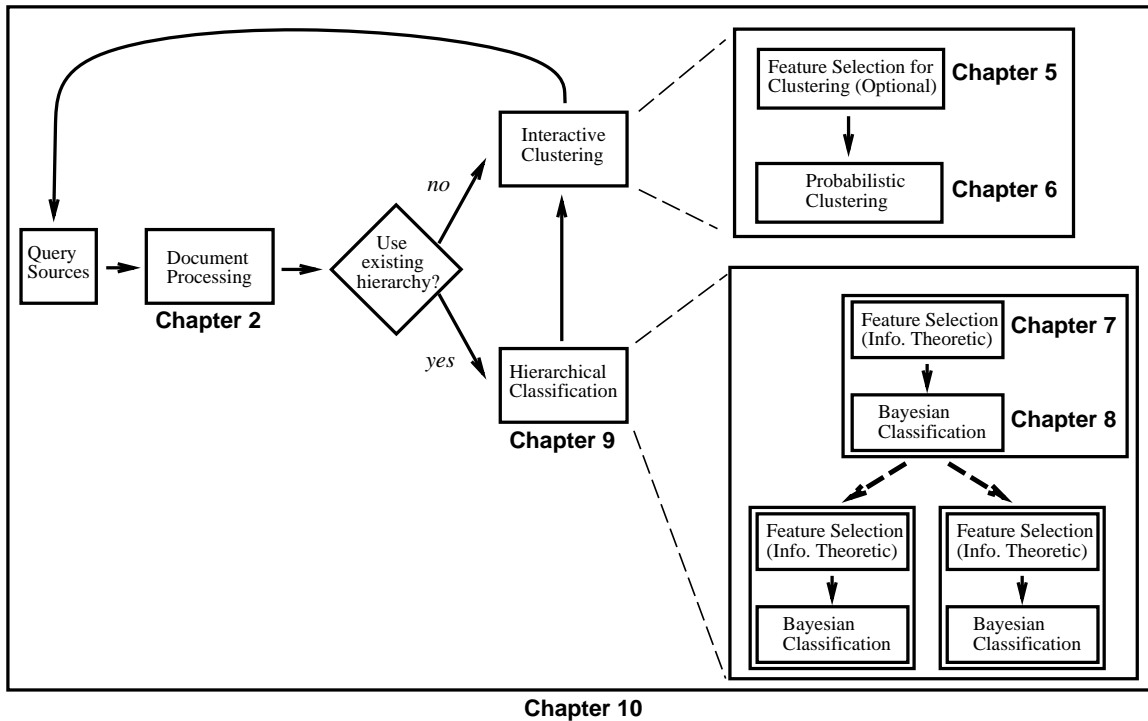 Feature Selection for
Clustering (Optional)
Chapter 5
Probabilistic
Clustering
Chapter 6
Interactive
Clustering
no
Query
Sources
Document
Processing
Chapter 2
Use
existing
hierarchy?
yes
Hierarchical
Classification
Chapter 9
Feature Selection
(Info. Theoretic)
Chapter 7
Bayesian
Classification
Chapter 8
Feature Selection
(Info. Theoretic)
Bayesian
Classification
Feature Selection
(Info. Theoretic)
Bayesian
Classification
Chapter 10